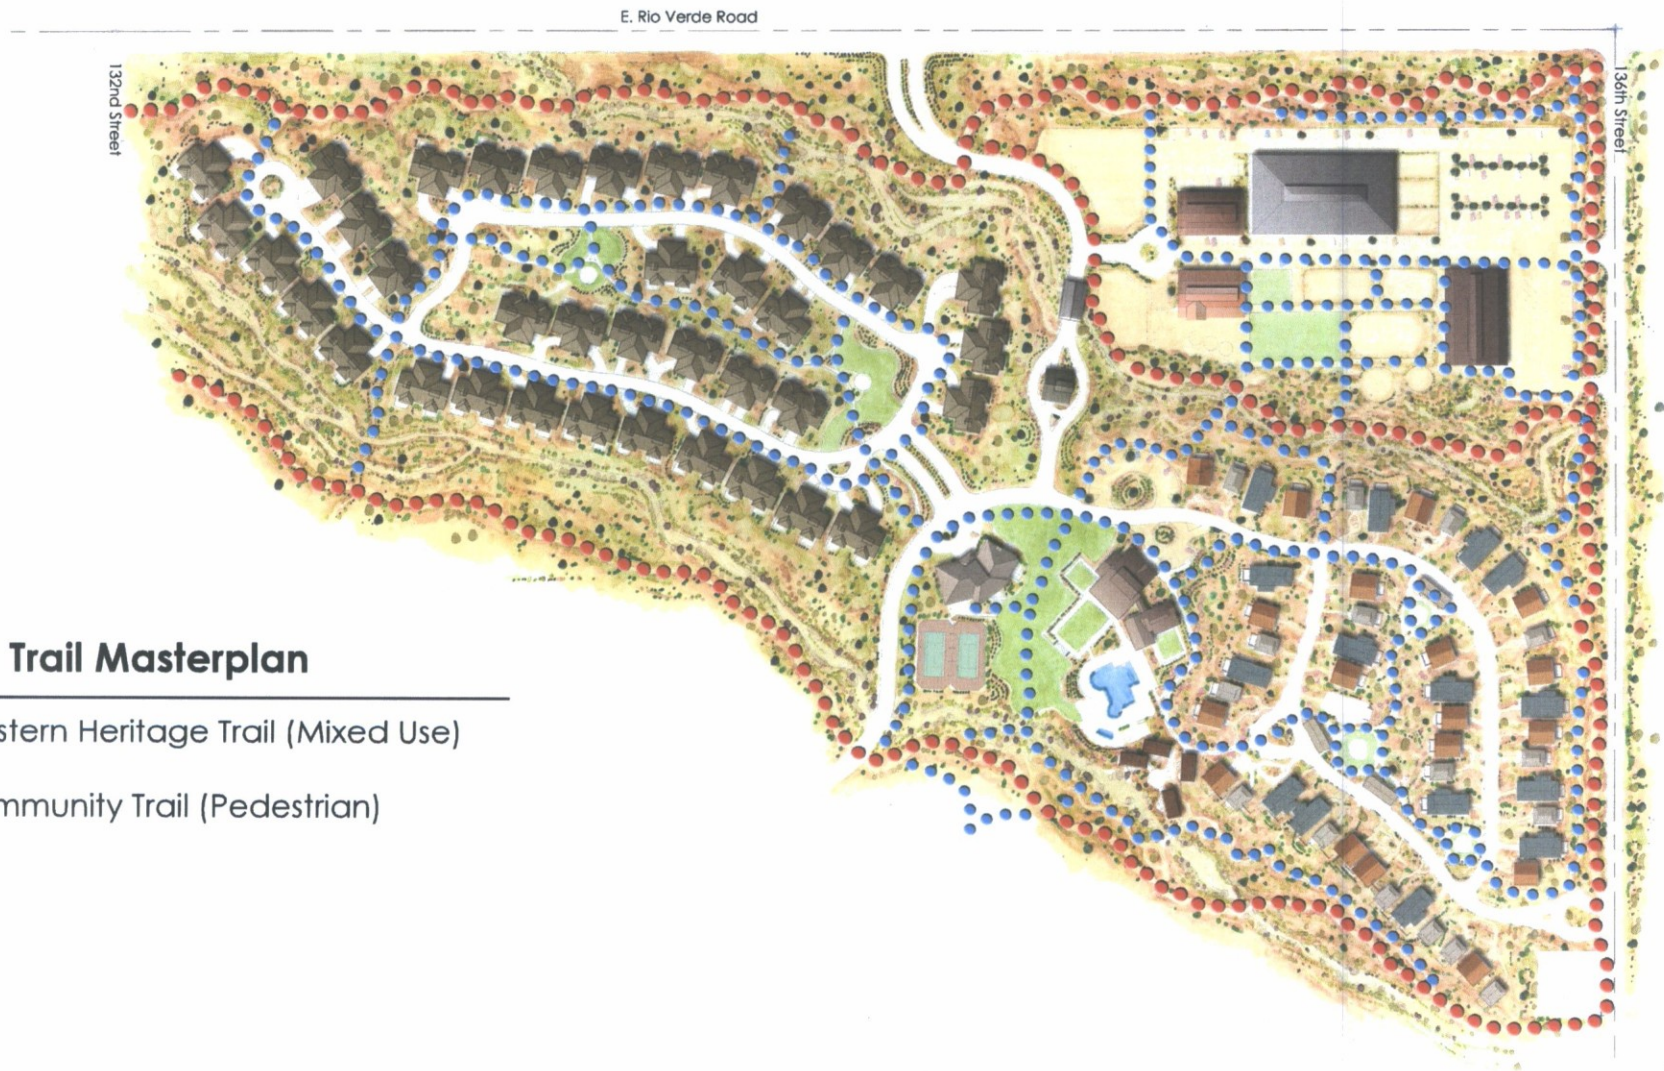 E. Rio Verde Road
132nd Street
136th Street
Trail Masterplan
stern Heritage Trail (Mixed Use)
mmunity Trail (Pedestrian)